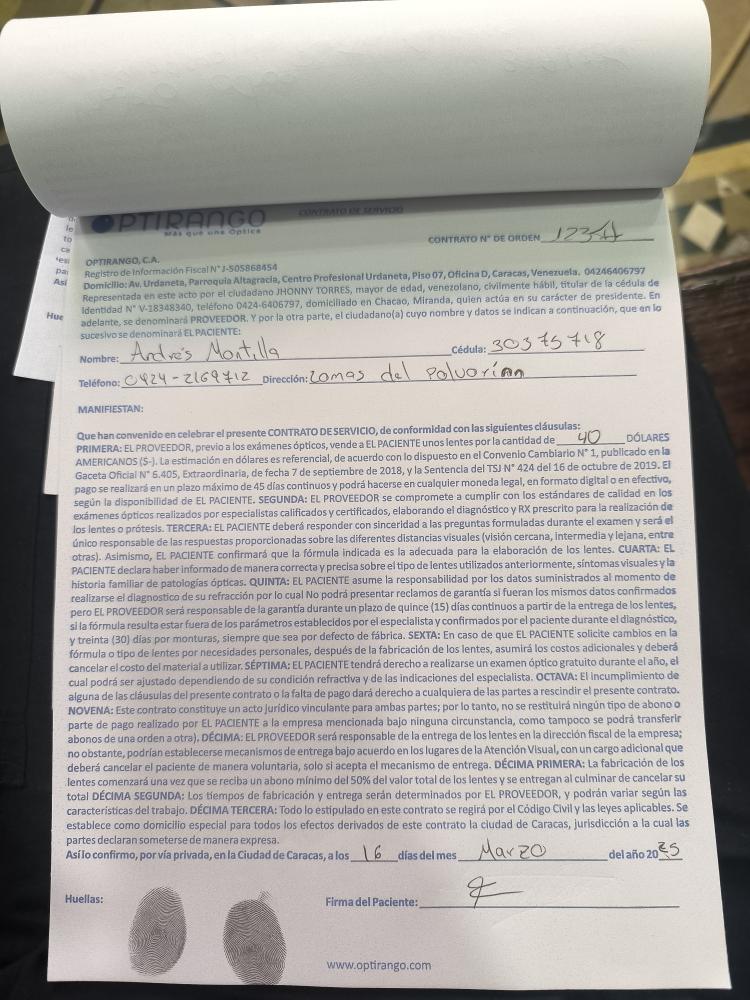 OPTIRANGO
Más que una Óptica
CONTRATO DE SERVICIO
CONTRATO N° DE ORDEN
OPTIRANGO, C.A.
Registro de Información Fiscal N° J-505868454
Domicilio: Av. Urdaneta, Parroquia Altagracia, Centro Profesional Urdaneta, Piso 07, Oficina D, Caracas, Venezuela. 04246406797
Representada en este acto por el ciudadano JHONNY TORRES, mayor de edad, venezolano, civilmente hábil, titular de la cédula de
Identidad N° V-18348340, teléfono 0424-6406797, domiciliado en Chacao, Miranda, quien actúa en su carácter de presidente. En
adelante, se denominará PROVEEDOR. Y por la otra parte, el ciudadano(a) cuyo nombre y datos se indican a continuación, que en lo
sucesivo se denominará EL PACIENTE:
Nombre: Andrés Montilla Cédula: 30375718
Teléfono: 0424-2169712 Dirección: Lomas del Polvorín
MANIFIESTAN:
Que han convenido en celebrar el presente CONTRATO DE SERVICIO, de conformidad con las siguientes cláusulas:
PRIMERA: EL PROVEEDOR, previo a los exámenes ópticos, vende a EL PACIENTE unos lentes por la cantidad de 40 DÓLARES
AMERICANOS (S-). La estimación en dólares es referencial, de acuerdo con lo dispuesto en el Convenio Cambiario N° 1, publicado en la
Gaceta Oficial N° 6.405, Extraordinaria, de fecha 7 de septiembre de 2018, y la Sentencia del TSJ N° 424 del 16 de octubre de 2019. El
pago se realizará en un plazo máximo de 45 días continuos y podrá hacerse en cualquier moneda legal, en formato digital o en efectivo,
según la disponibilidad de EL PACIENTE. SEGUNDA: EL PROVEEDOR se compromete a cumplir con los estándares de calidad en los
exámenes ópticos realizados por especialistas calificados y certificados, elaborando el diagnóstico y RX prescrito para la realización de
los lentes o prótesis. TERCERA: EL PACIENTE deberá responder con sinceridad a las preguntas formuladas durante el examen y será el
único responsable de las respuestas proporcionadas sobre las diferentes distancias visuales (visión cercana, intermedia y lejana, entre
otras). Asimismo, EL PACIENTE confirmará que la fórmula indicada es la adecuada para la elaboración de los lentes. CUARTA: EL
PACIENTE declara haber informado de manera correcta y precisa sobre el tipo de lentes utilizados anteriormente, síntomas visuales y la
historia familiar de patologías ópticas. QUINTA: EL PACIENTE asume la responsabilidad por los datos suministrados al momento de
realizarse el diagnostico de su refracción por lo cual No podrá presentar reclamos de garantía si fueran los mismos datos confirmados
pero EL PROVEEDOR será responsable de la garantía durante un plazo de quince (15) días continuos a partir de la entrega de los lentes,
si la fórmula resulta estar fuera de los parámetros establecidos por el especialista y confirmados por el paciente durante el diagnóstico,
y treinta (30) días por monturas, siempre que sea por defecto de fábrica. SEXTA: En caso de que EL PACIENTE solicite cambios en la
fórmula o tipo de lentes por necesidades personales, después de la fabricación de los lentes, asumirá los costos adicionales y deberá
cancelar el costo del material a utilizar. SÉPTIMA: EL PACIENTE tendrá derecho a realizarse un examen óptico gratuito durante el año, el
cual podrá ser ajustado dependiendo de su condición refractiva y de las indicaciones del especialista. OCTAVA: El incumplimiento de
alguna de las cláusulas del presente contrato o la falta de pago dará derecho a cualquiera de las partes a rescindir el presente contrato.
NOVENA: Este contrato constituye un acto jurídico vinculante para ambas partes; por lo tanto, no se restituirá ningún tipo de abono o
parte de pago realizado por EL PACIENTE a la empresa mencionada bajo ninguna circunstancia, como tampoco se podrá transferir
abonos de una orden a otra). DÉCIMA: EL PROVEEDOR será responsable de la entrega de los lentes en la dirección fiscal de la empresa;
no obstante, podrían establecerse mecanismos de entrega bajo acuerdo en los lugares de la Atención Visual, con un cargo adicional que
deberá cancelar el paciente de manera voluntaria, solo si acepta el mecanismo de entrega. DÉCIMA PRIMERA: La fabricación de los
lentes comenzará una vez que se reciba un abono mínimo del 50% del valor total de los lentes y se entregan al culminar de cancelar su
total DÉCIMA SEGUNDA: Los tiempos de fabricación y entrega serán determinados por EL PROVEEDOR, y podrán variar según las
características del trabajo. DÉCIMA TERCERA: Todo lo estipulado en este contrato se regirá por el Código Civil y las leyes aplicables. Se
establece como domicilio especial para todos los efectos derivados de este contrato la ciudad de Caracas, jurisdicción a la cual las
partes declaran someterse de manera expresa.
Así lo confirmo, por vía privada, en la Ciudad de Caracas, a los 16 días del mes Marzo del año 2025
Huellas:
Firma del Paciente:
www.optirango.com